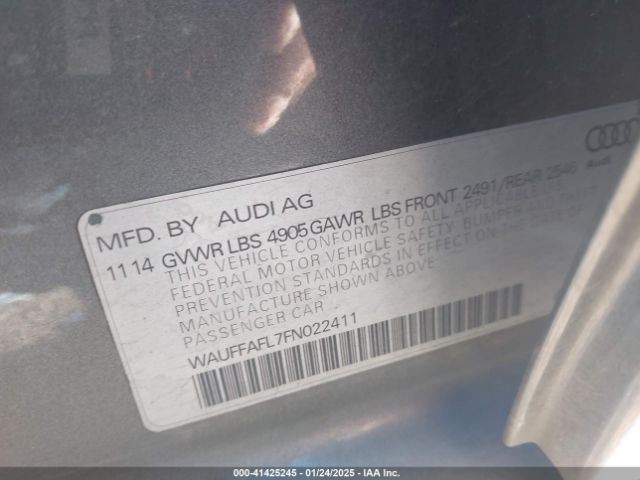 MFD. BY AUDI AG
Audi
1114 GVWR LBS 4905 GAWR LBS FRONT 2491/REAR 2546
THIS VEHICLE CONFORMS TO ALL APPLICABLE U.S.
FEDERAL MOTOR VEHICLE SAFETY, BUMPER AND THEFT
PREVENTION STANDARDS IN EFFECT ON THE DATE OF
MANUFACTURE SHOWN ABOVE
PASSENGER CAR
WAUFFAFL7FN022411
000-41425245 - 01/24/2025 - IAA Inc.